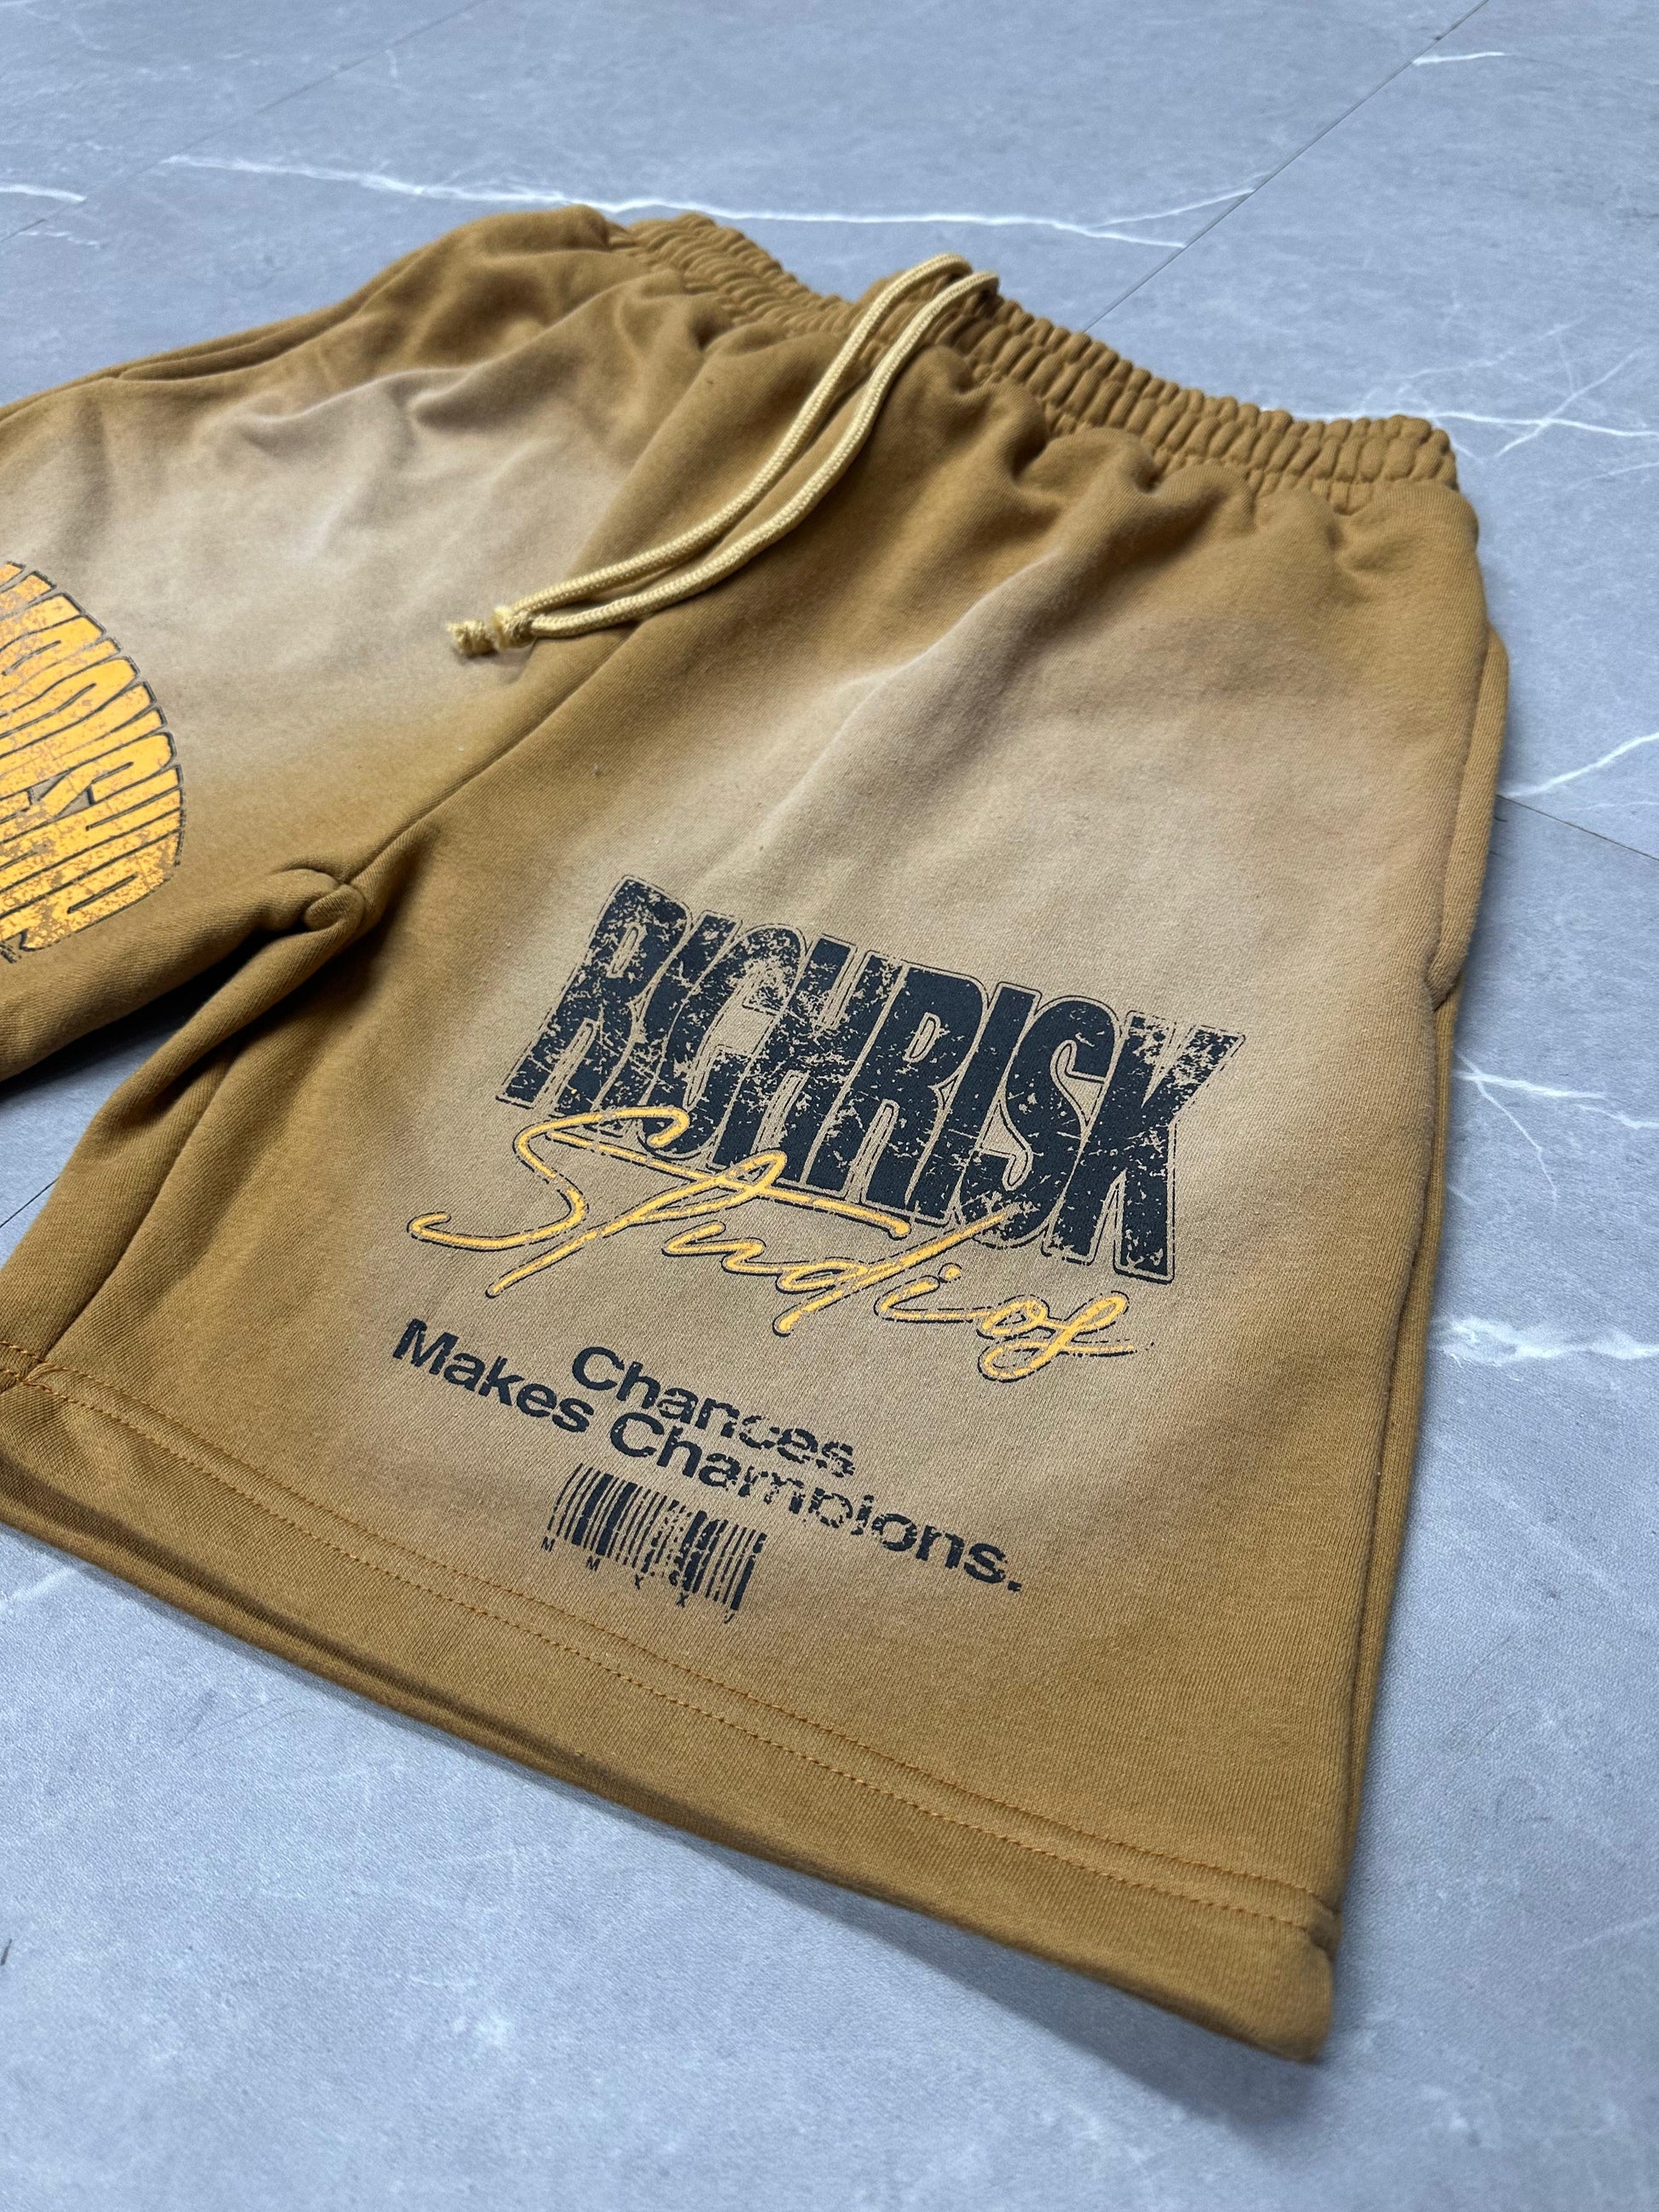 RICHRISK
Studios
Chances
Makes Champions.